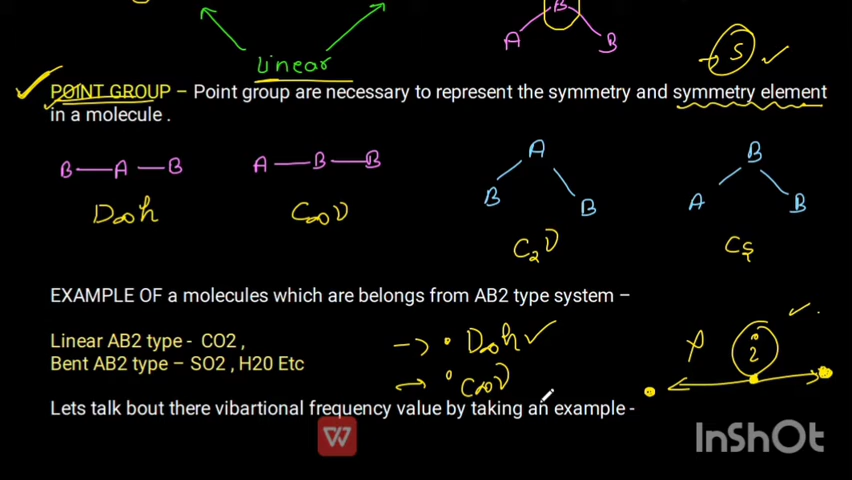 B
A B
Linear
S
POINT GROUP – Point group are necessary to represent the symmetry and symmetry element
in a molecule .
B — A — B A — B — B A B B B A B
D∞h C∞V C2V Cs
EXAMPLE OF a molecules which are belongs from AB2 type system –
Linear AB2 type - CO2 , → • D∞h ✓ i
Bent AB2 type – SO2 , H20 Etc → • C∞V
Lets talk bout there vibartional frequency value by taking an example -
InShOt